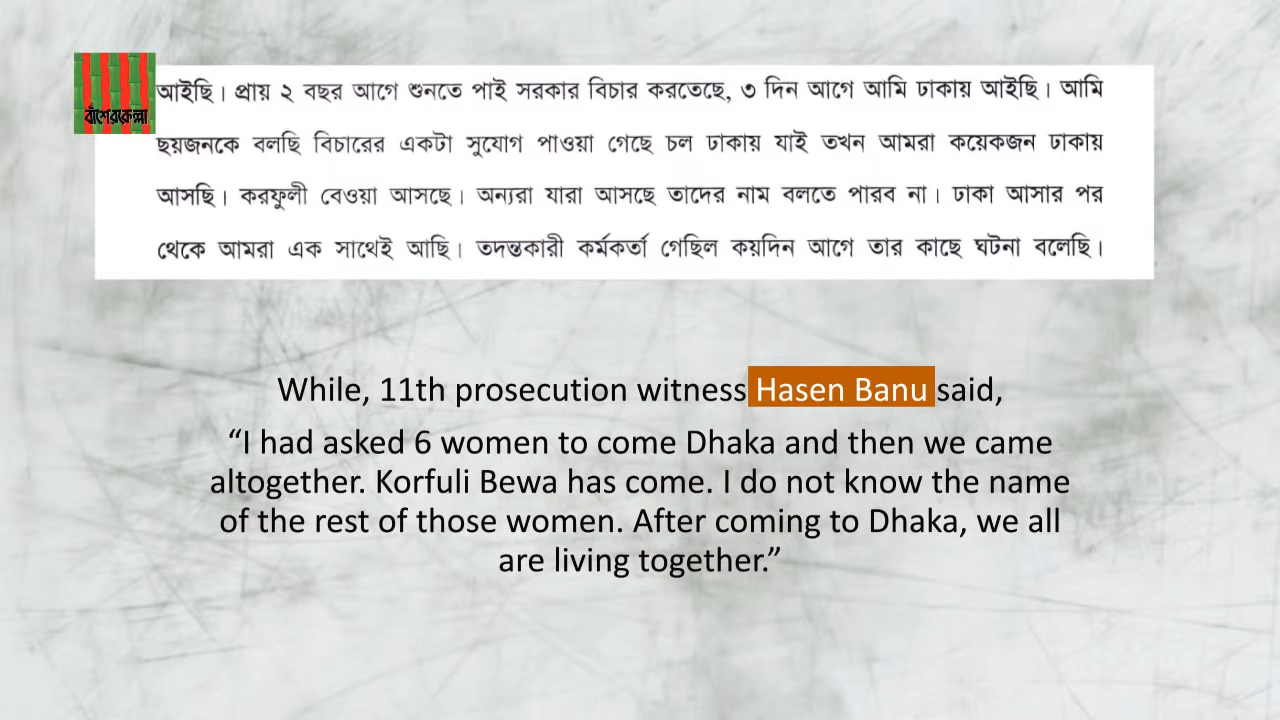 বাঁশেরকেল্লা
আইছি। প্রায় ২ বছর আগে শুনতে পাই সরকার বিচার করতেছে, ৩ দিন আগে আমি ঢাকায় আইছি। আমি
ছয়জনকে বলছি বিচারের একটা সুযোগ পাওয়া গেছে চল ঢাকায় যাই তখন আমরা কয়েকজন ঢাকায়
আসছি। করফুলী বেওয়া আসছে। অন্যরা যারা আসছে তাদের নাম বলতে পারব না। ঢাকা আসার পর
থেকে আমরা এক সাথেই আছি। তদন্তকারী কর্মকর্তা গেছিল কয়দিন আগে তার কাছে ঘটনা বলেছি।
While, 11th prosecution witness Hasen Banu said,
“I had asked 6 women to come Dhaka and then we came
altogether. Korfuli Bewa has come. I do not know the name
of the rest of those women. After coming to Dhaka, we all
are living together.”